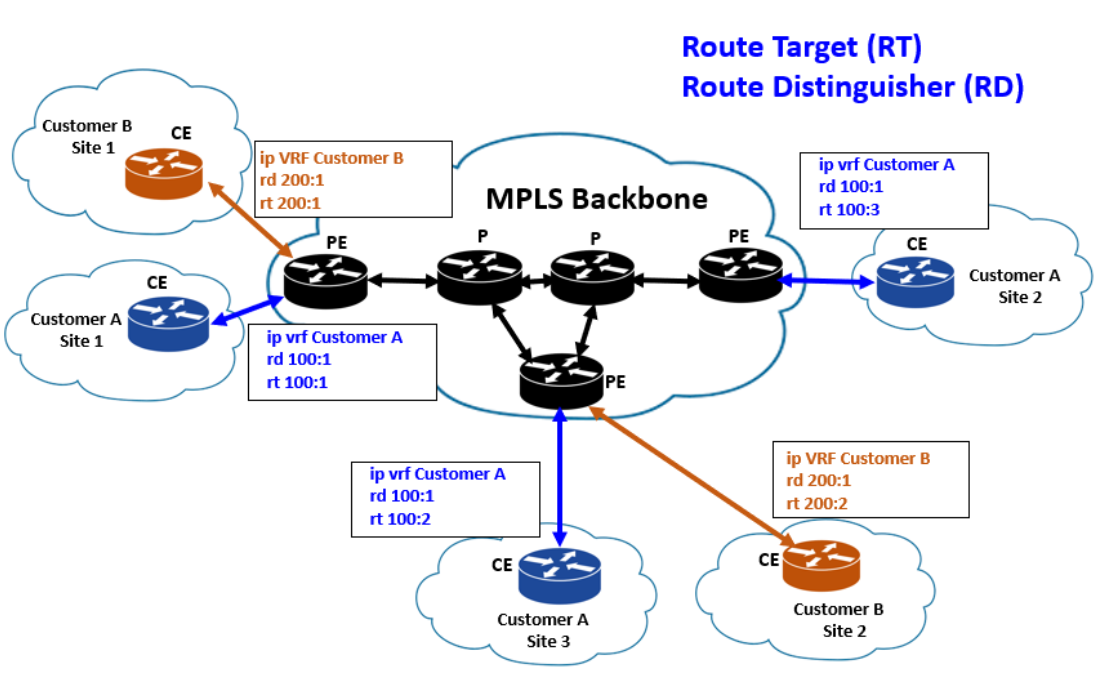 Route Target (RT)
Route Distinguisher (RD)
Customer B
Site 1
CE
ip VRF Customer B
rd 200:1
rt 200:1
MPLS Backbone
ip vrf Customer A
rd 100:1
rt 100:3
PE
P
P
PE
CE
Customer A
Site 2
CE
Customer A
Site 1
ip vrf Customer A
rd 100:1
rt 100:1
PE
ip vrf Customer A
rd 100:1
rt 100:2
ip VRF Customer B
rd 200:1
rt 200:2
CE
Customer A
Site 3
CE
Customer B
Site 2